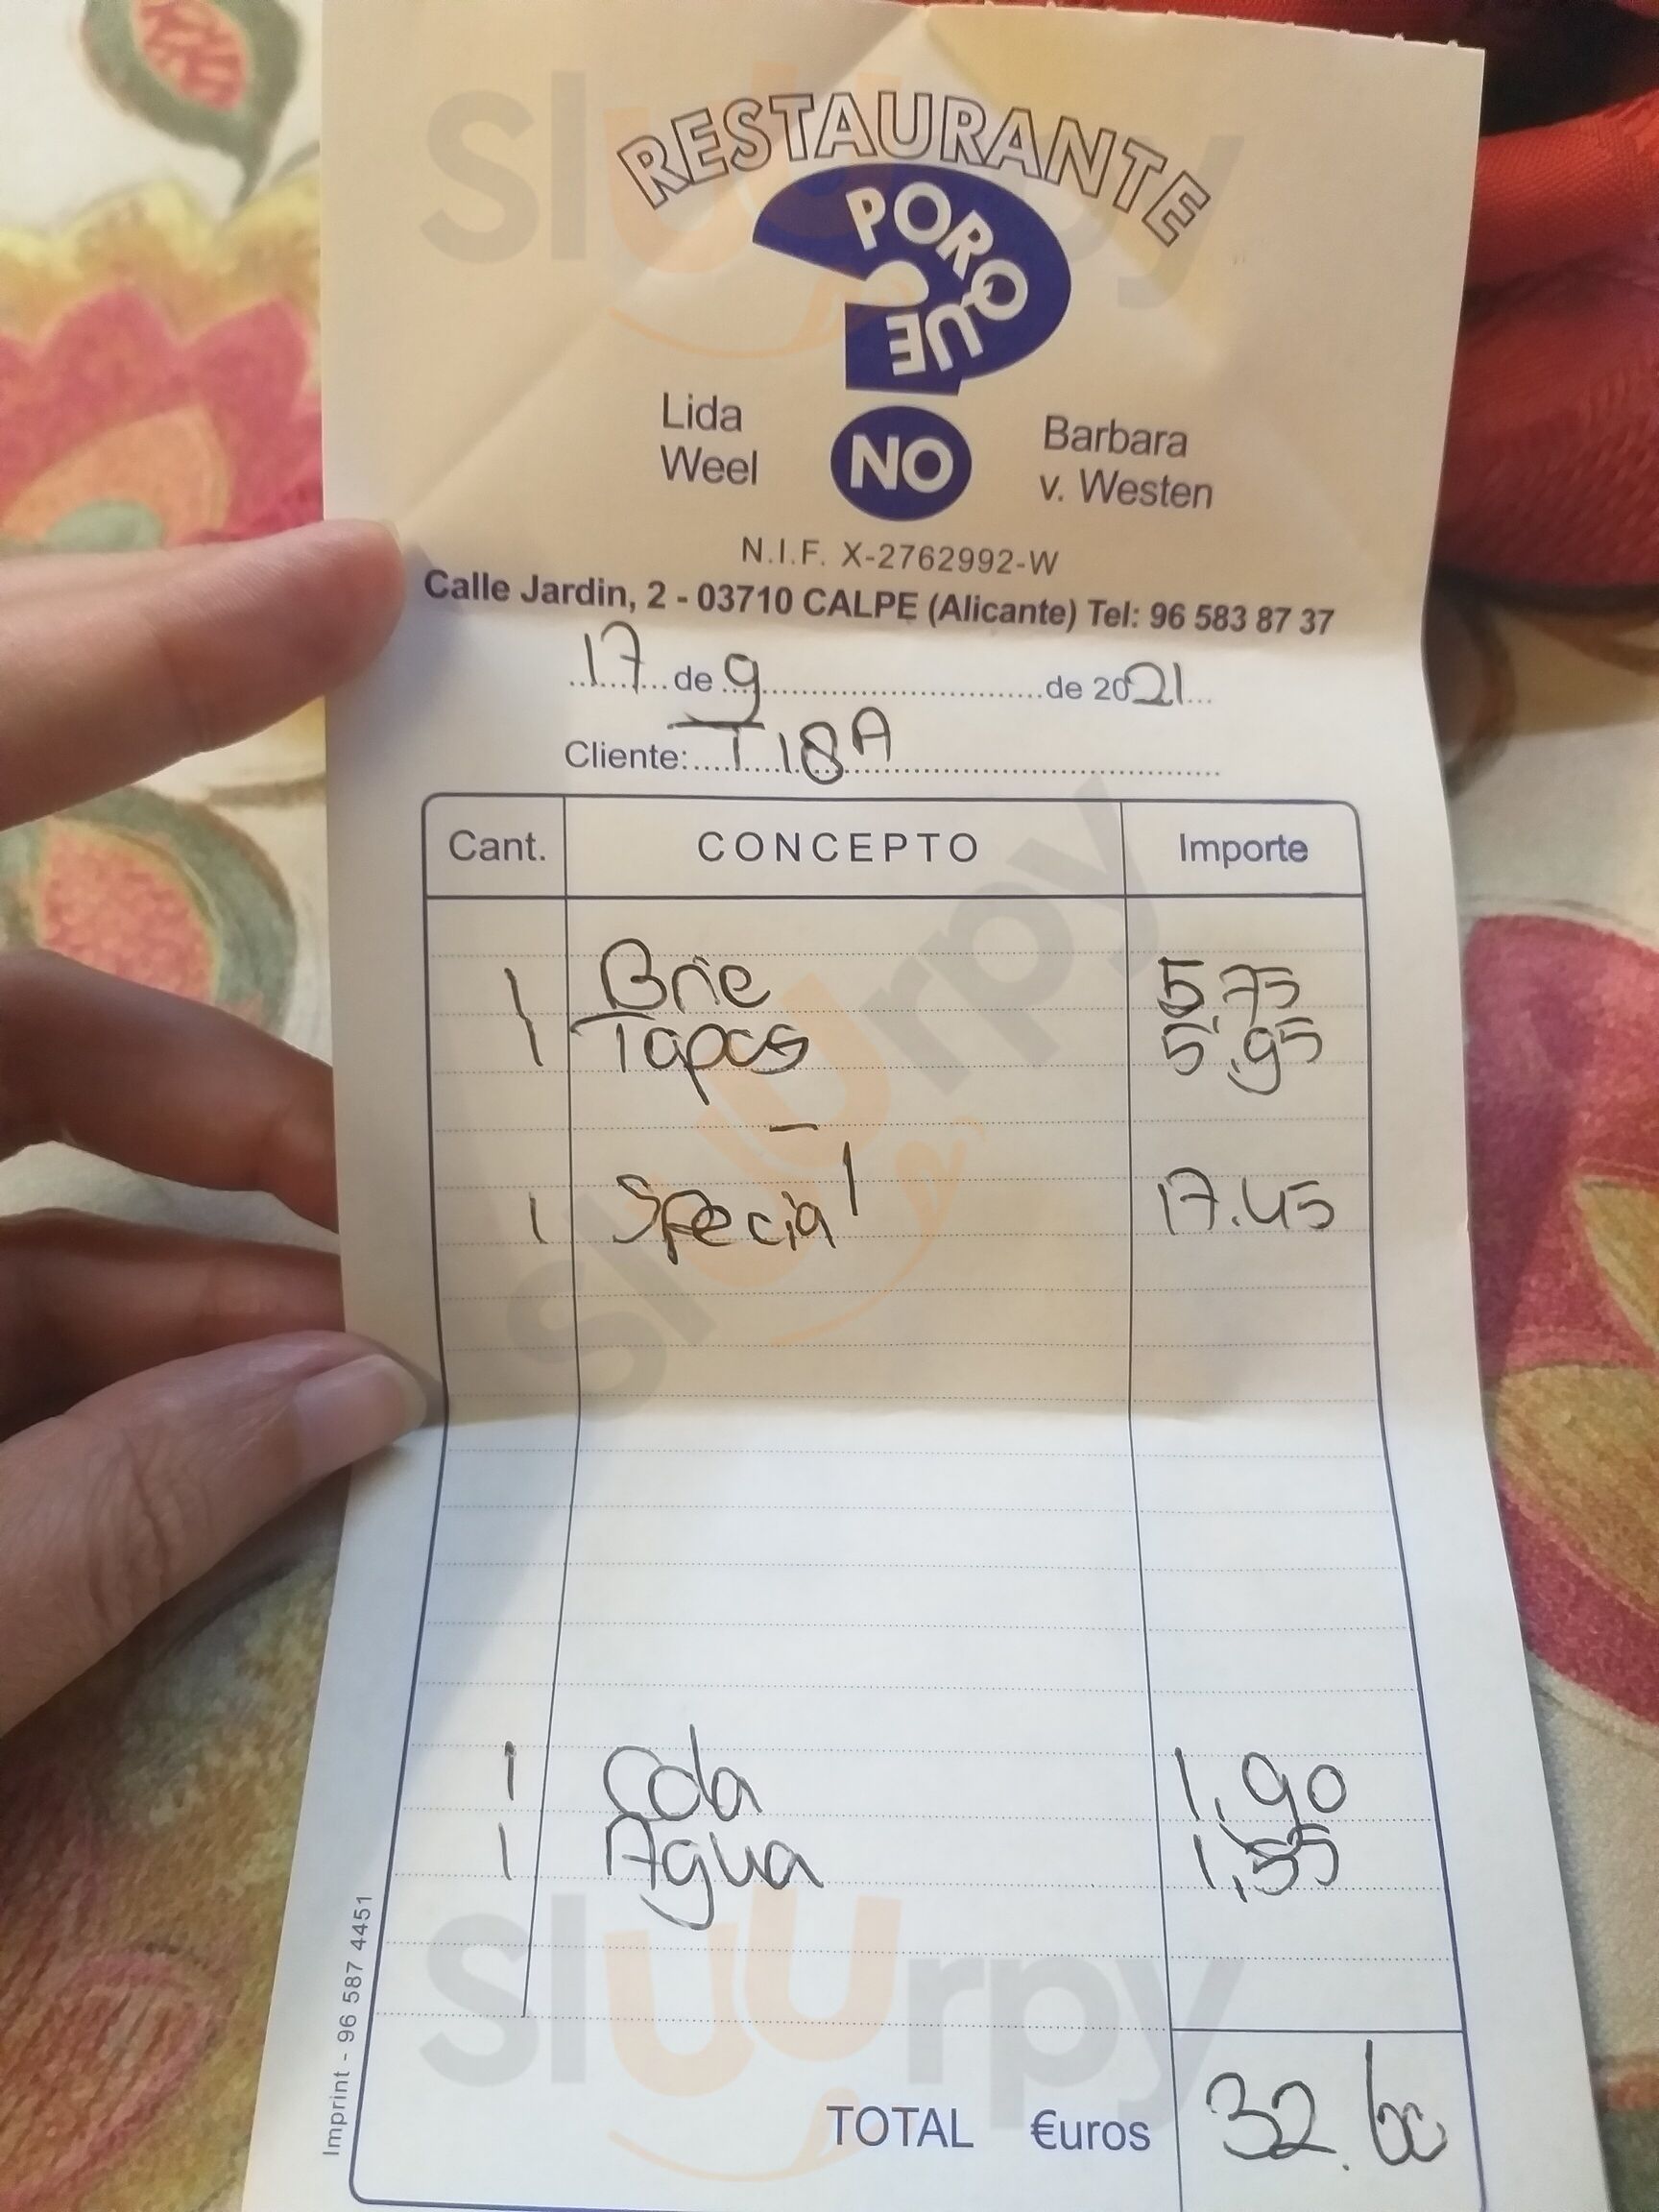 RESTAURANTE
PORQUE
NO
Lida Weel
Barbara v. Westen
N.I.F. X-2762992-W
Calle Jardin, 2 - 03710 CALPE (Alicante) Tel: 96 583 87 37
17 de 9 de 2021
Cliente: T18A
Cant. CONCEPTO Importe
1 Brie 5.75
1 Tapas 5.95
—
1 Special 17.45
1 Cola 1,90
1 Agua 1,55
TOTAL €uros 32.60
Imprint - 96 587 4451
Sluurpy
Sluurpy
Sluurpy